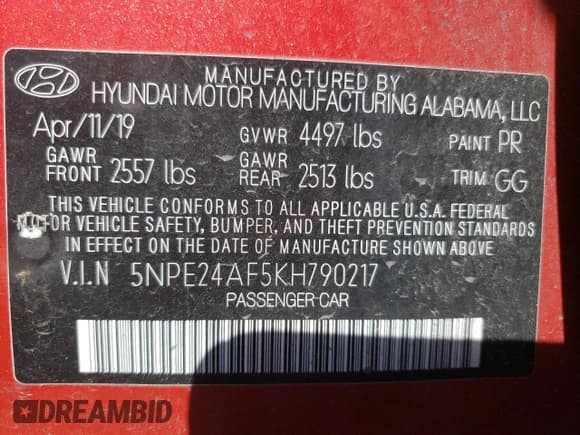 MANUFACTURED BY
HYUNDAI MOTOR MANUFACTURING ALABAMA, LLC
Apr/11/19 GVWR 4497 lbs PAINT PR
GAWR FRONT 2557 lbs GAWR REAR 2513 lbs TRIM GG
THIS VEHICLE CONFORMS TO ALL APPLICABLE U.S.A. FEDERAL
MOTOR VEHICLE SAFETY, BUMPER, AND THEFT PREVENTION STANDARDS
IN EFFECT ON THE DATE OF MANUFACTURE SHOWN ABOVE
V.I.N 5NPE24AF5KH790217
PASSENGER CAR
DREAMBID